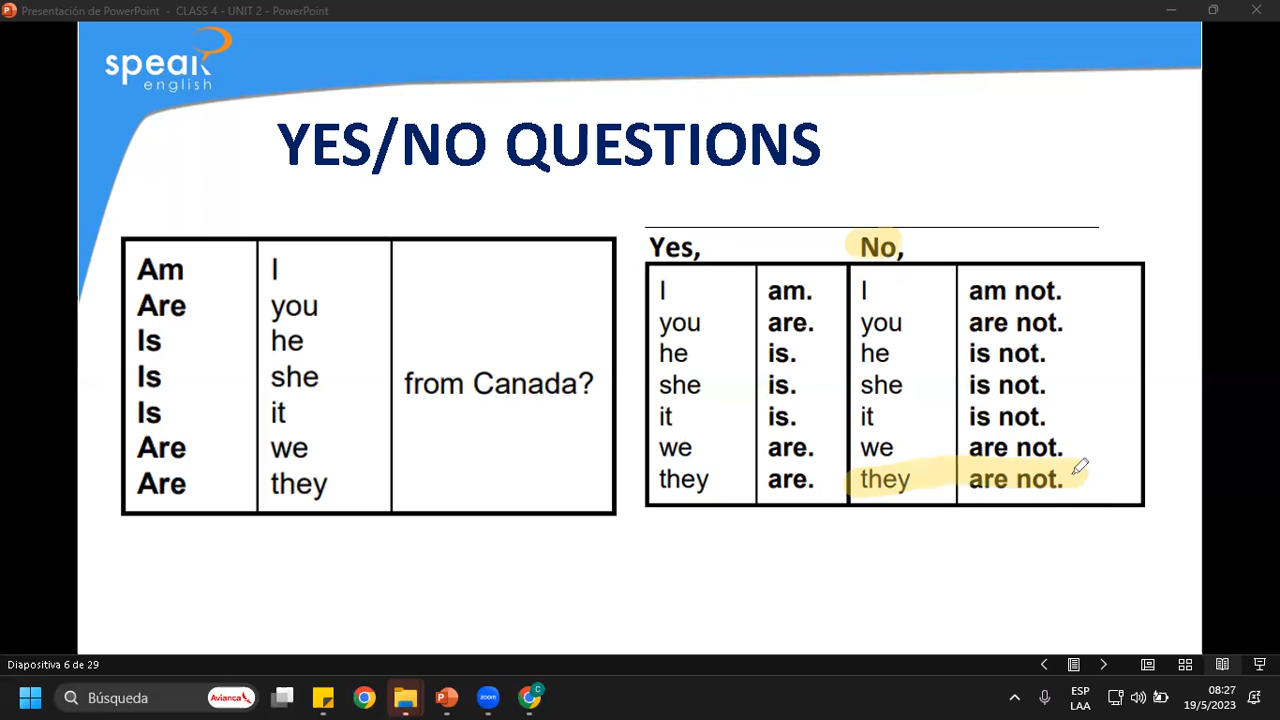 Presentación de PowerPoint - CLASS 4 - UNIT 2 - PowerPoint
speak
english
YES/NO QUESTIONS
Am I
Are you
Is he
Is she
Is it
Are we
Are they
from Canada?
Yes, No,
I am. I am not.
you are. you are not.
he is. he is not.
she is. she is not.
it is. it is not.
we are. we are not.
they are. they are not.
Diapositiva 6 de 29
Búsqueda
Avianca
zoom
C
ESP
LAA
08:27
19/5/2023